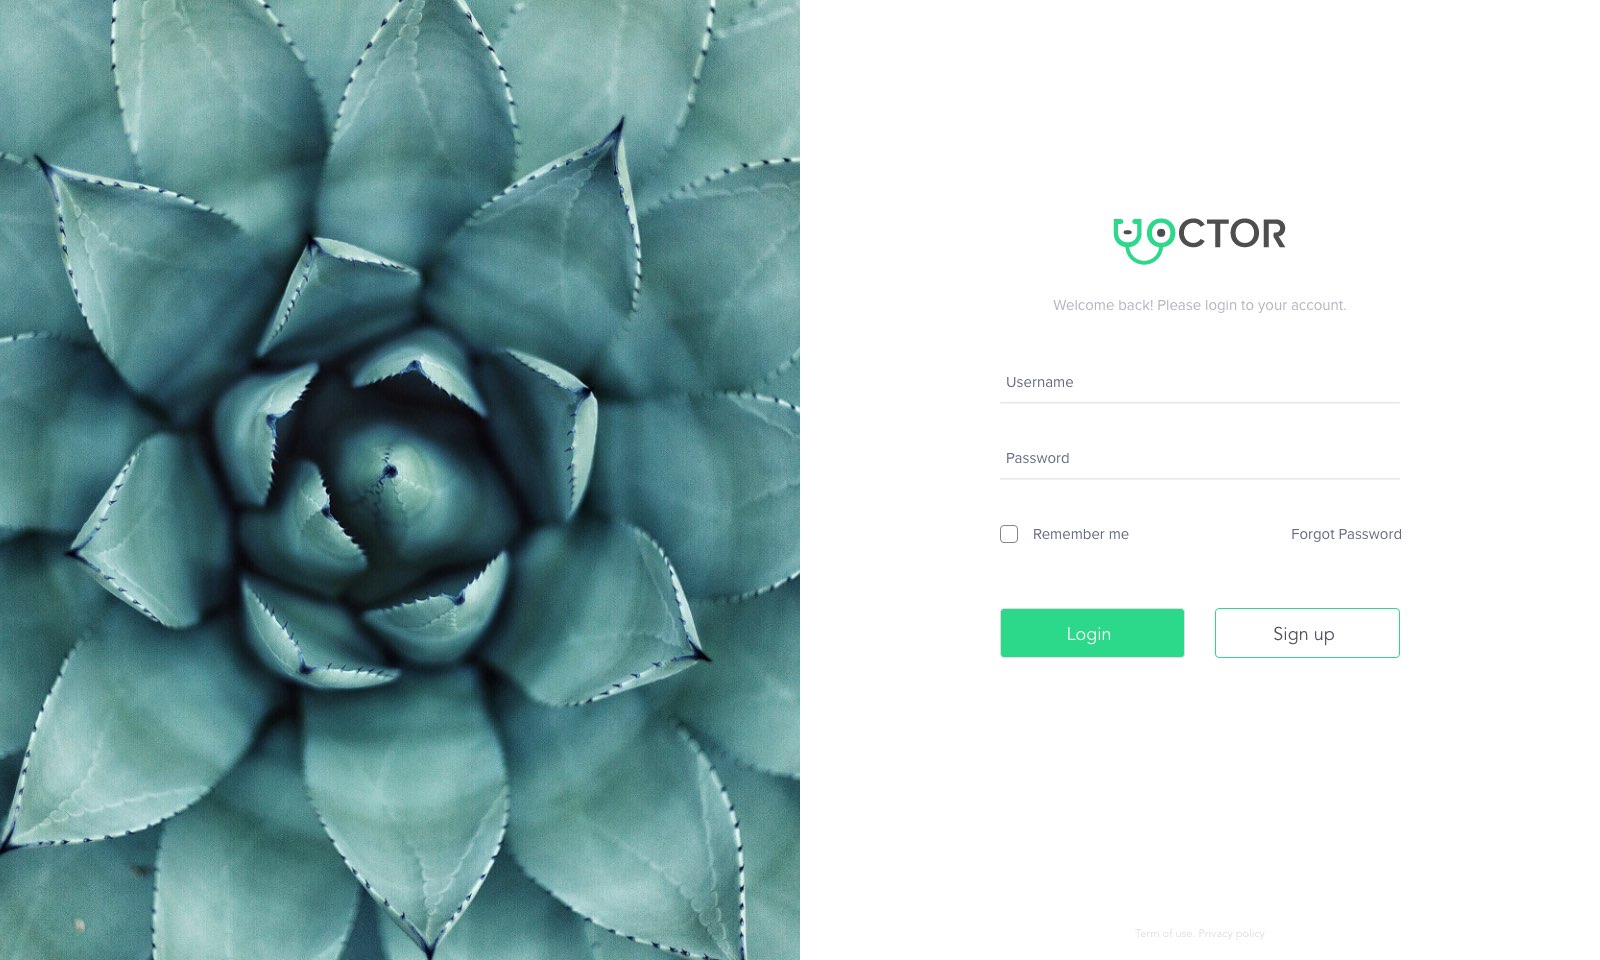 UOCTOR
Welcome back! Please login to your account.
Username
Password
Remember me
Forgot Password
Login
Sign up
Term of use. Privacy policy